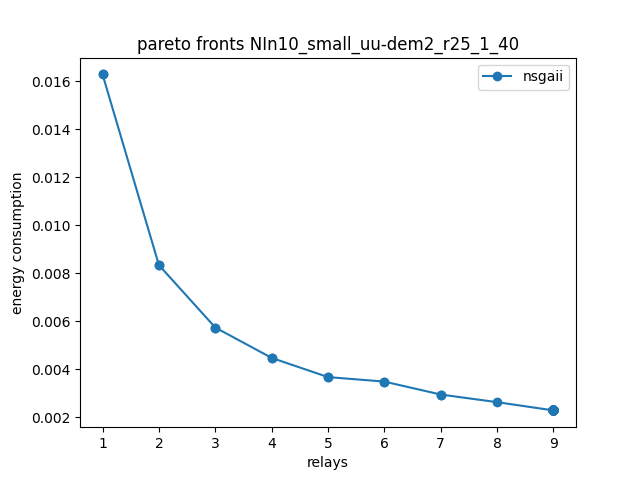 pareto fronts NIn10_small_uu-dem2_r25_1_40
nsgaii
energy consumption
0.016
0.014
0.012
0.010
0.008
0.006
0.004
0.002
1 2 3 4 5 6 7 8 9
relays